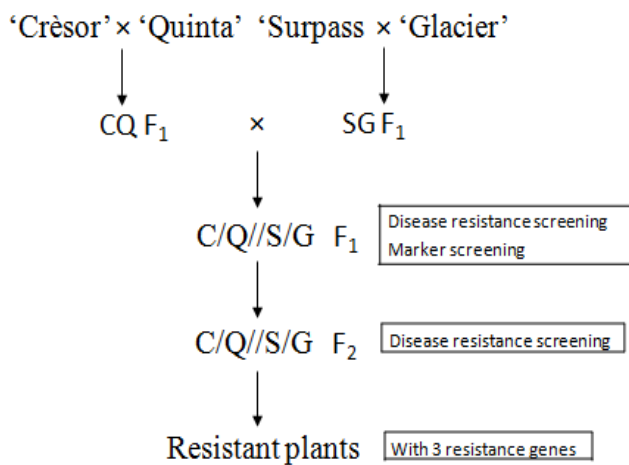 ‘Crèsor’ × ‘Quinta’ ‘Surpass × ‘Glacier’
CQ F₁ × SG F₁
C/Q//S/G F₁
Disease resistance screening
Marker screening
C/Q//S/G F₂
Disease resistance screening
Resistant plants
With 3 resistance genes